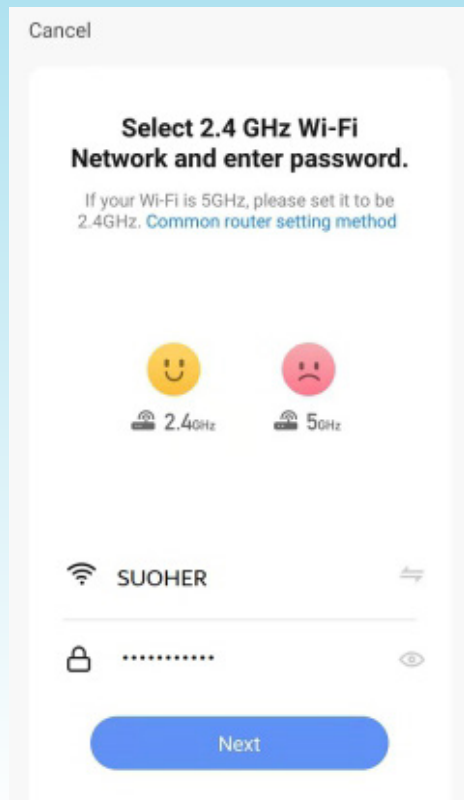 Cancel
Select 2.4 GHz Wi-Fi
Network and enter password.
If your Wi-Fi is 5GHz, please set it to be
2.4GHz. Common router setting method
2.4GHz 5GHz
SUOHER
•••••••••••
Next